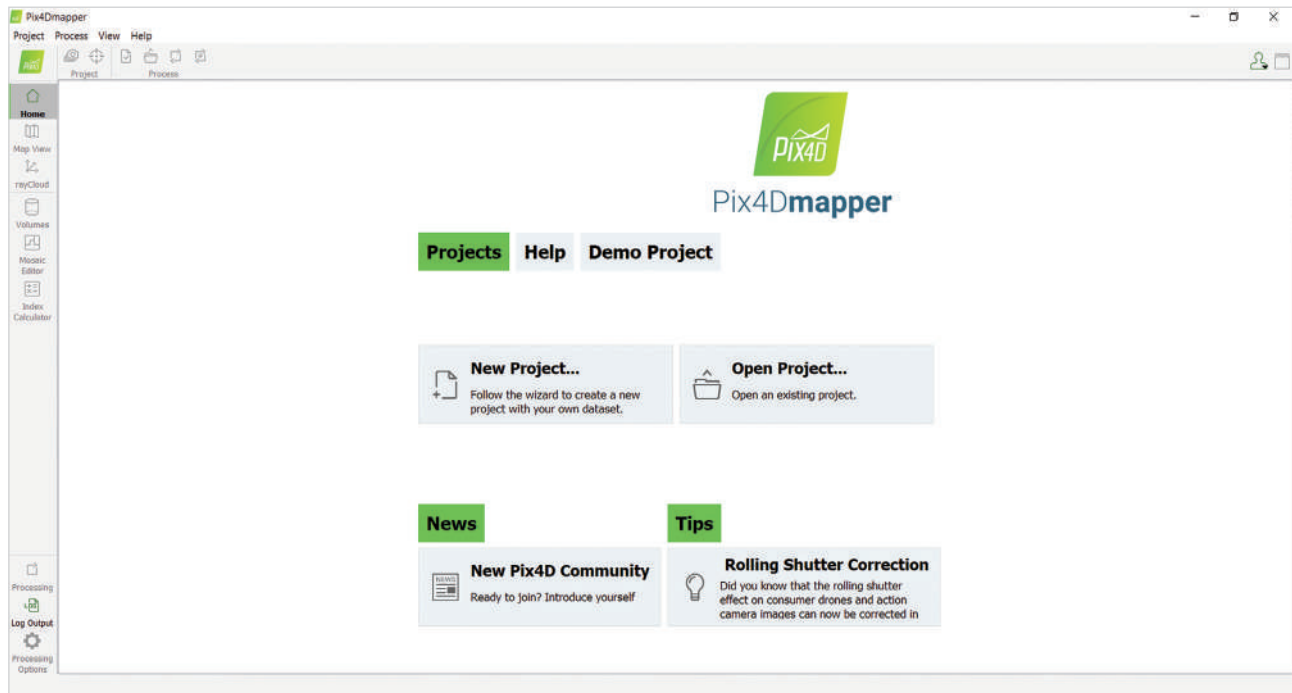 Pix4Dmapper
Project Process View Help
Project Process
Home
Map View
rayCloud
Volumes
Mosaic
Editor
Index
Calculator
PIX4D
Pix4Dmapper
Projects Help Demo Project
New Project...
Follow the wizard to create a new
project with your own dataset.
Open Project...
Open an existing project.
News
New Pix4D Community
Ready to join? Introduce yourself
Tips
Rolling Shutter Correction
Did you know that the rolling shutter
effect on consumer drones and action
camera images can now be corrected in
Processing
Log Output
Processing
Options